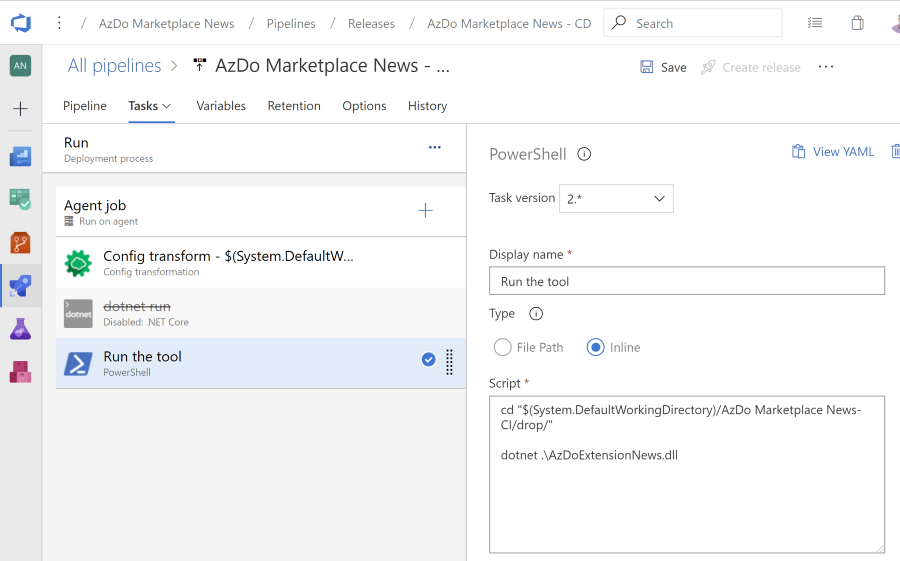 / AzDo Marketplace News / Pipelines / Releases / AzDo Marketplace News - CD
Search
AN
All pipelines > AzDo Marketplace News - ...
Save
Create release
Pipeline
Tasks
Variables
Retention
Options
History
Run
Deployment process
Agent job
Run on agent
Config transform - $(System.DefaultW...
Config transformation
dotnet
dotnet run
Disabled: .NET Core
Run the tool
PowerShell
PowerShell
View YAML
Task version
2.*
Display name *
Run the tool
Type
File Path
Inline
Script *
cd "$(System.DefaultWorkingDirectory)/AzDo Marketplace News-
CI/drop/"
dotnet .\AzDoExtensionNews.dll